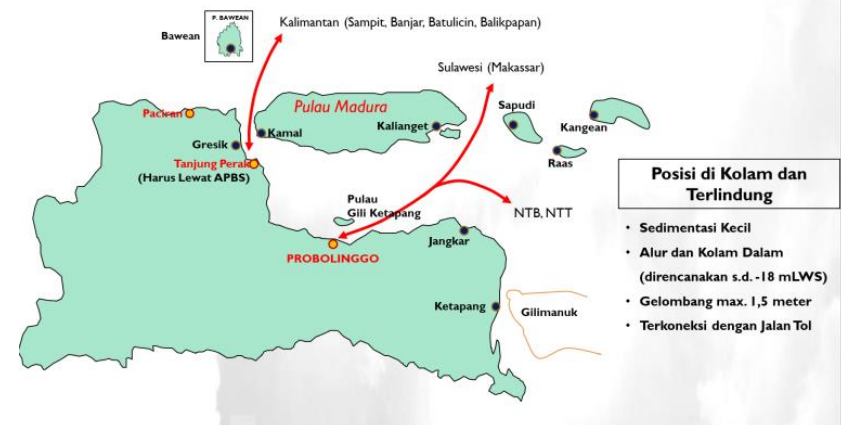 P. BAWEAN
Bawean
Kalimantan (Sampit, Banjar, Batulicin, Balikpapan)
Sulawesi (Makassar)
Paciran
Pulau Madura
Sapudi
Kangean
Kamal
Kalianget
Gresik
Raas
Tanjung Perak
(Harus Lewat APBS)
Pulau
Gili Ketapang
NTB, NTT
Jangkar
PROBOLINGGO
Ketapang
Gilimanuk
Posisi di Kolam dan
Terlindung
• Sedimentasi Kecil
• Alur dan Kolam Dalam
(direncanakan s.d. -18 mLWS)
• Gelombang max. 1,5 meter
• Terkoneksi dengan Jalan Tol